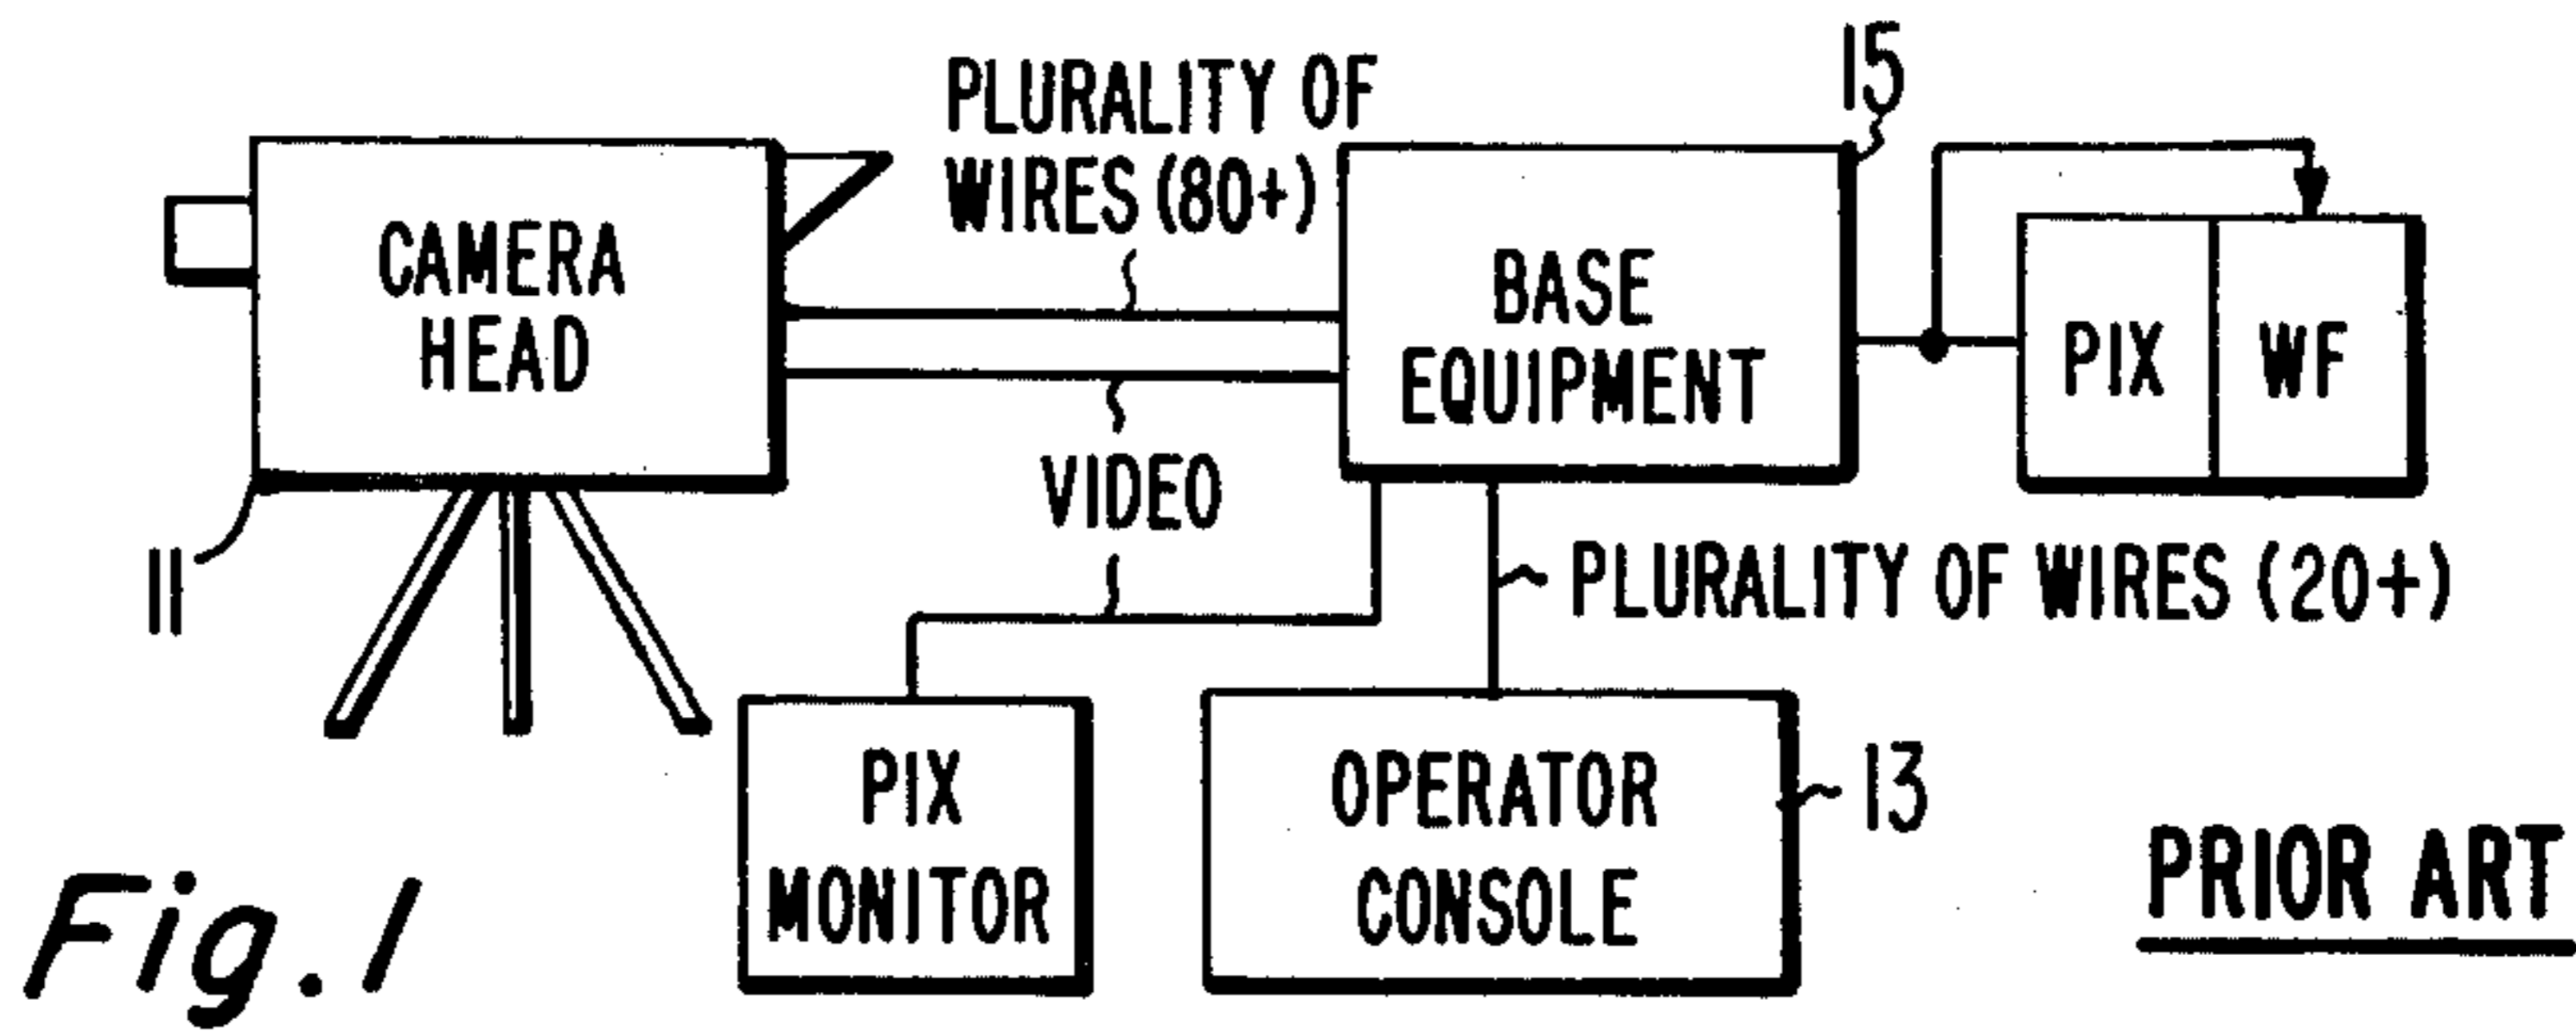 PLURALITY OF
WIRES (80+)
15
CAMERA
HEAD
BASE
EQUIPMENT
PIX
WF
VIDEO
11
PLURALITY OF WIRES (20+)
PIX
MONITOR
OPERATOR
CONSOLE
13
PRIOR ART
Fig. 1